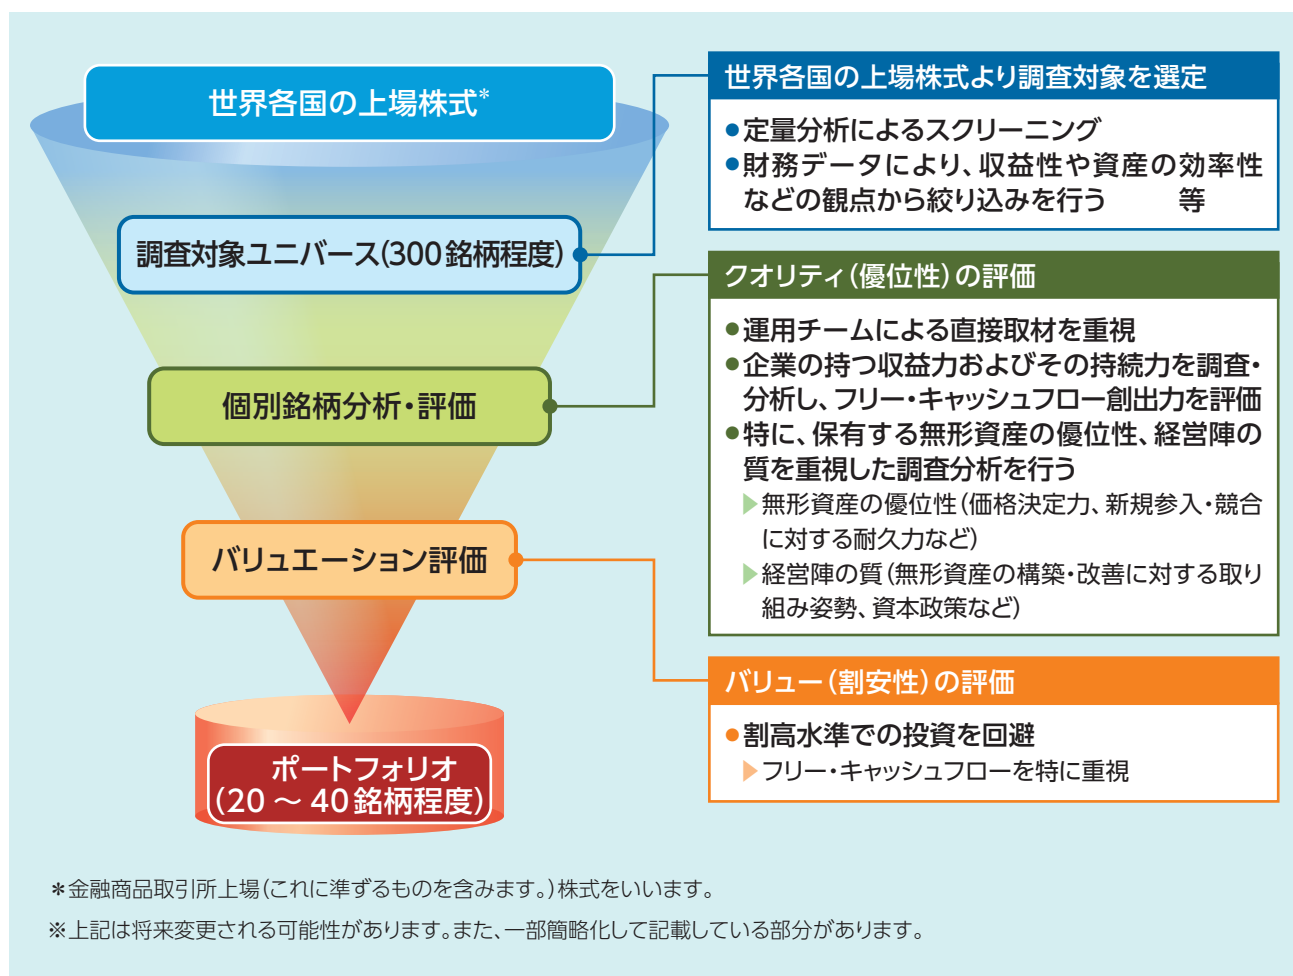 世界各国の上場株式*
調査対象ユニバース(300銘柄程度)
個別銘柄分析・評価
バリュエーション評価
ポートフォリオ
(20 〜 40銘柄程度)
世界各国の上場株式より調査対象を選定
●定量分析によるスクリーニング
●財務データにより、収益性や資産の効率性
などの観点から絞り込みを行う 等
クオリティ(優位性)の評価
●運用チームによる直接取材を重視
●企業の持つ収益力およびその持続力を調査・
分析し、フリー・キャッシュフロー創出力を評価
●特に、保有する無形資産の優位性、経営陣の
質を重視した調査分析を行う
▶無形資産の優位性(価格決定力、新規参入・競合
に対する耐久力など)
▶経営陣の質(無形資産の構築・改善に対する取り
組み姿勢、資本政策など)
バリュー(割安性)の評価
●割高水準での投資を回避
▶フリー・キャッシュフローを特に重視
*金融商品取引所上場(これに準ずるものを含みます。)株式をいいます。
※上記は将来変更される可能性があります。また、一部簡略化して記載している部分があります。